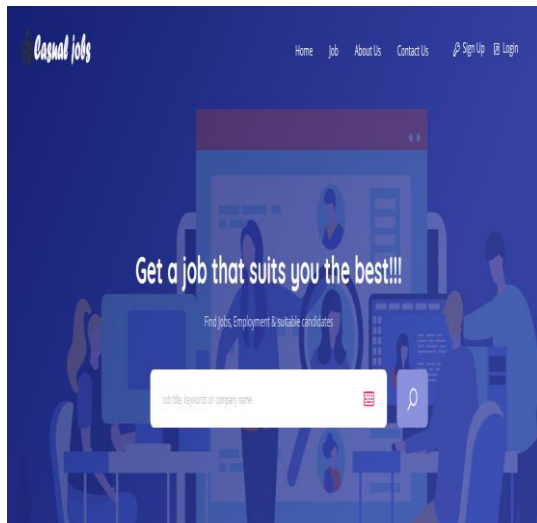 Casual jobs
Home Job About Us Contact Us Sign Up Login
Get a job that suits you the best!!!
Find Jobs, Employment & suitable candidates
Job title, keywords or company name